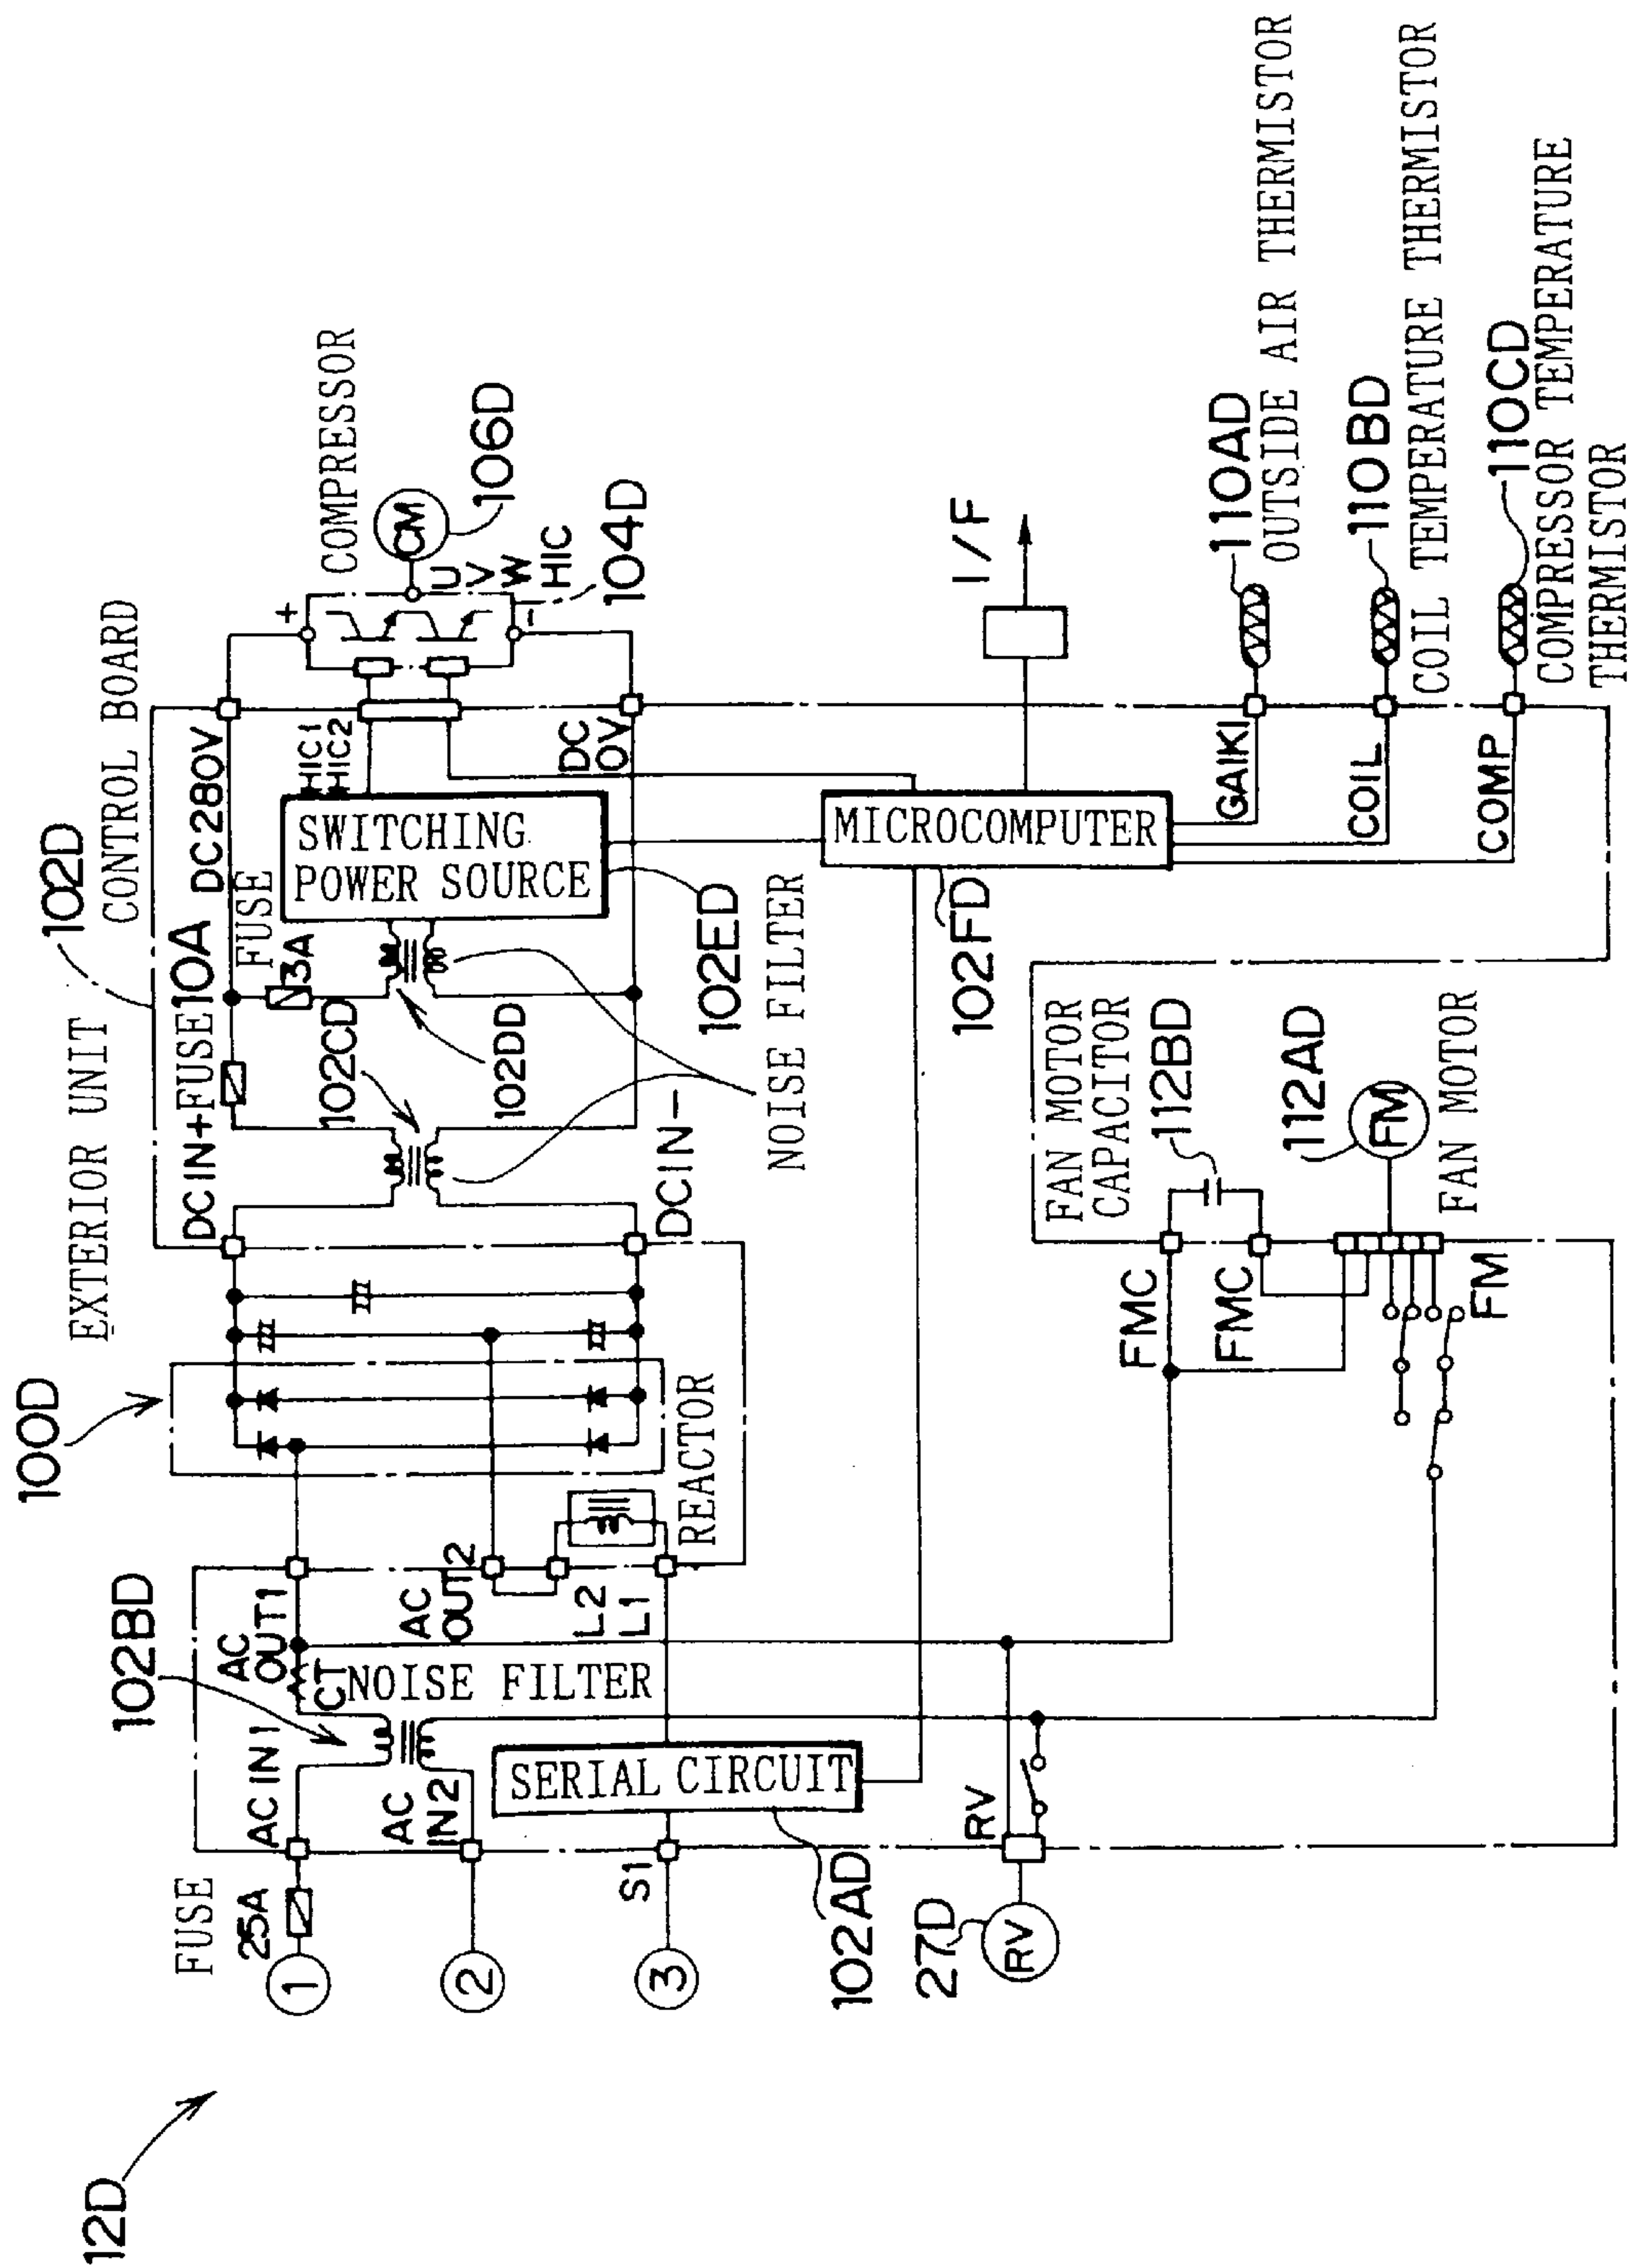 12D
EXTERIOR UNIT
102D
CONTROL BOARD
100D
102BD
FUSE
25A
1
AC IN1
AC
OUT1
CT
NOISE FILTER
AC
OUT2
L2
L1
REACTOR
2
AC
IN2
3
S1
SERIAL CIRCUIT
102AD
DCIN+
FUSE10A
DC280V
FUSE
3A
102CD
102DD
DCIN-
NOISE FILTER
SWITCHING
POWER SOURCE
102ED
HIC1
HIC2
DC
0V
COMPRESSOR
CM
106D
+
-
U
V
W
HIC
104D
MICROCOMPUTER
102FD
I/F
GAIKI
110AD
OUTSIDE AIR THERMISTOR
COIL
110BD
COIL TEMPERATURE THERMISTOR
COMP
110CD
COMPRESSOR TEMPERATURE
THERMISTOR
27D
RV
RV
FMC
FMC
FAN MOTOR
CAPACITOR
112BD
112AD
FM
FAN MOTOR
FM